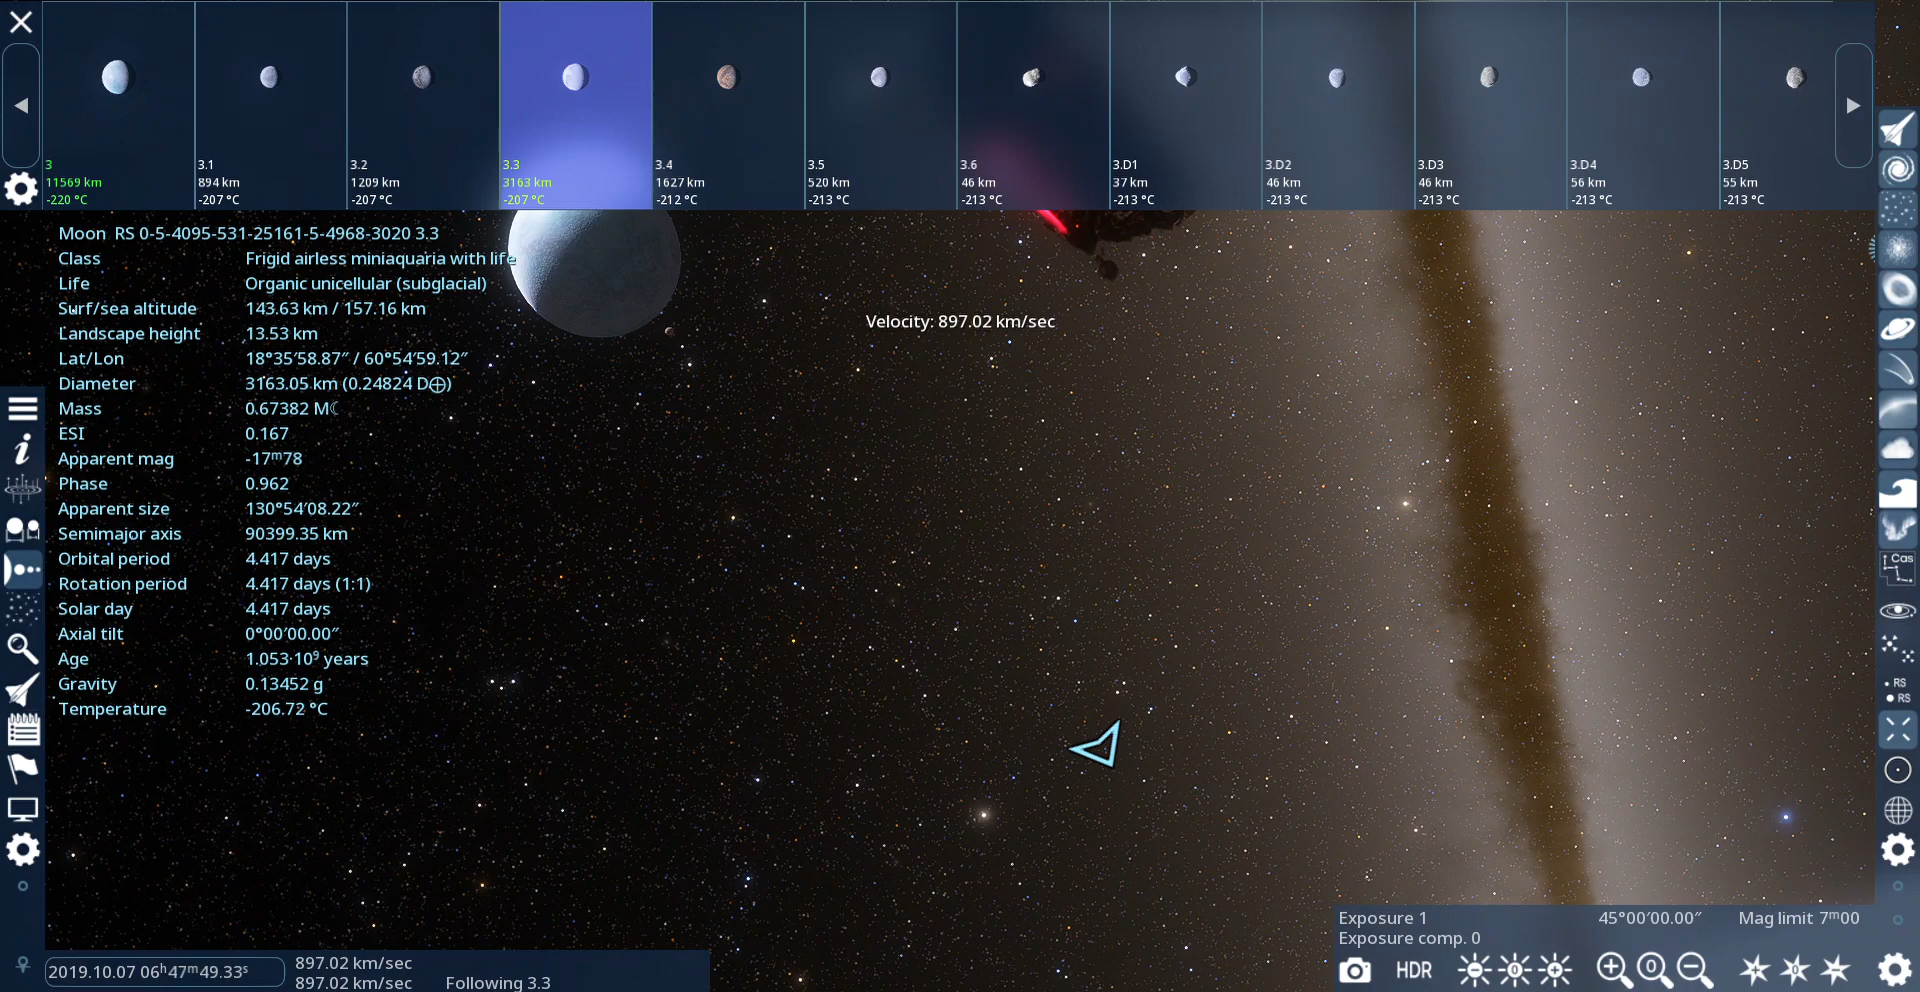 3
11569 km
-220 °C
3.1
894 km
-207 °C
3.2
1209 km
-207 °C
3.3
3163 km
-207 °C
3.4
1627 km
-212 °C
3.5
520 km
-213 °C
3.6
46 km
-213 °C
3.D1
37 km
-213 °C
3.D2
46 km
-213 °C
3.D3
46 km
-213 °C
3.D4
56 km
-213 °C
3.D5
55 km
-213 °C
Moon RS 0-5-4095-531-25161-5-4968-3020 3.3
Class Frigid airless miniaquaria with life
Life Organic unicellular (subglacial)
Surf/sea altitude 143.63 km / 157.16 km
Landscape height 13.53 km
Lat/Lon 18°35′58.87″ / 60°54′59.12″
Diameter 3163.05 km (0.24824 D⊕)
Mass 0.67382 M☾
ESI 0.167
Apparent mag -17ᵐ78
Phase 0.962
Apparent size 130°54′08.22″
Semimajor axis 90399.35 km
Orbital period 4.417 days
Rotation period 4.417 days (1:1)
Solar day 4.417 days
Axial tilt 0°00′00.00″
Age 1.053·10⁹ years
Gravity 0.13452 g
Temperature -206.72 °C
Velocity: 897.02 km/sec
Cas
RS
RS
2019.10.07 06ʰ47ᵐ49.33ˢ
897.02 km/sec
897.02 km/sec Following 3.3
Exposure 1 45°00′00.00″ Mag limit 7ᵐ00
Exposure comp. 0
HDR
0
0
0